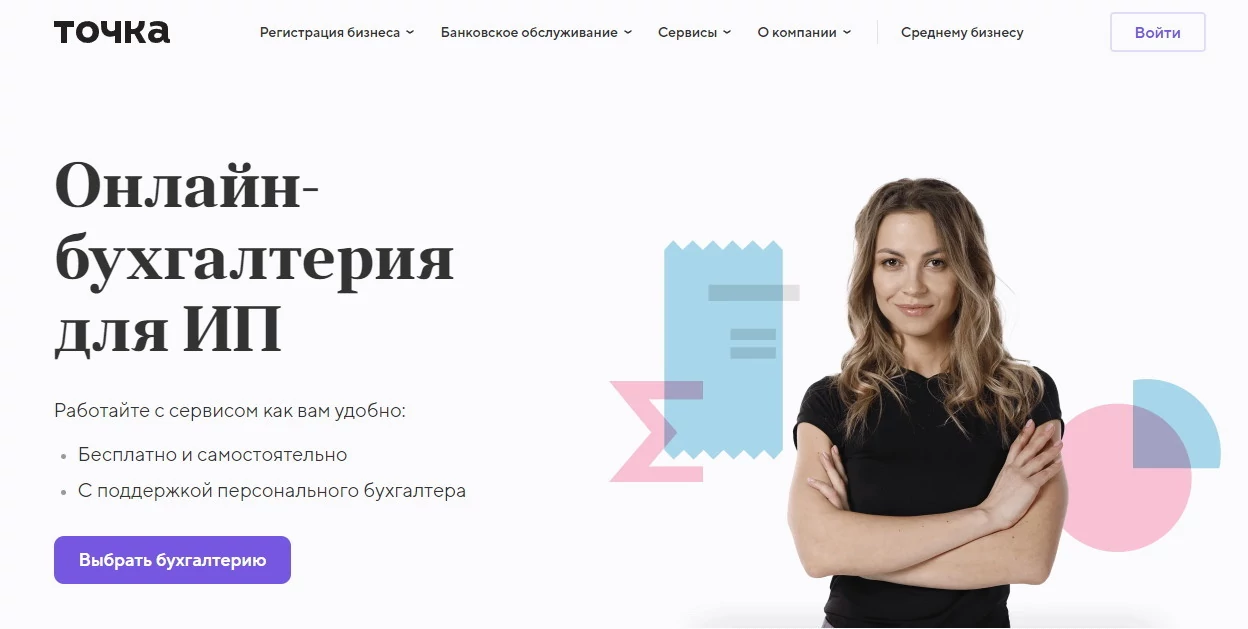 точка
Регистрация бизнеса Банковское обслуживание Сервисы О компании Среднему бизнесу Войти
Онлайн-
бухгалтерия
для ИП
Работайте с сервисом как вам удобно:
Бесплатно и самостоятельно
С поддержкой персонального бухгалтера
Выбрать бухгалтерию